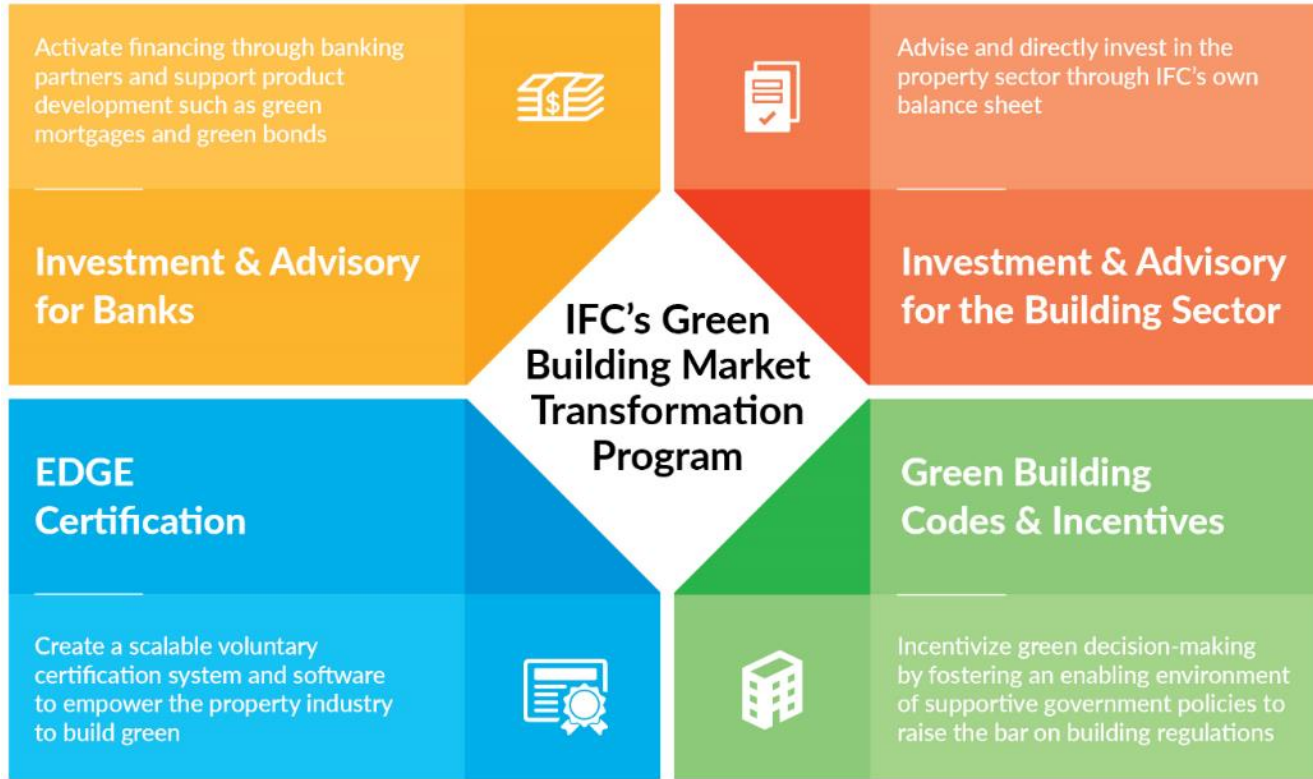 Activate financing through banking
partners and support product
development such as green
mortgages and green bonds
$
Investment & Advisory
for Banks
Advise and directly invest in the
property sector through IFC's own
balance sheet
Investment & Advisory
for the Building Sector
IFC's Green
Building Market
Transformation
Program
EDGE
Certification
Create a scalable voluntary
certification system and software
to empower the property industry
to build green
Green Building
Codes & Incentives
Incentivize green decision-making
by fostering an enabling environment
of supportive government policies to
raise the bar on building regulations